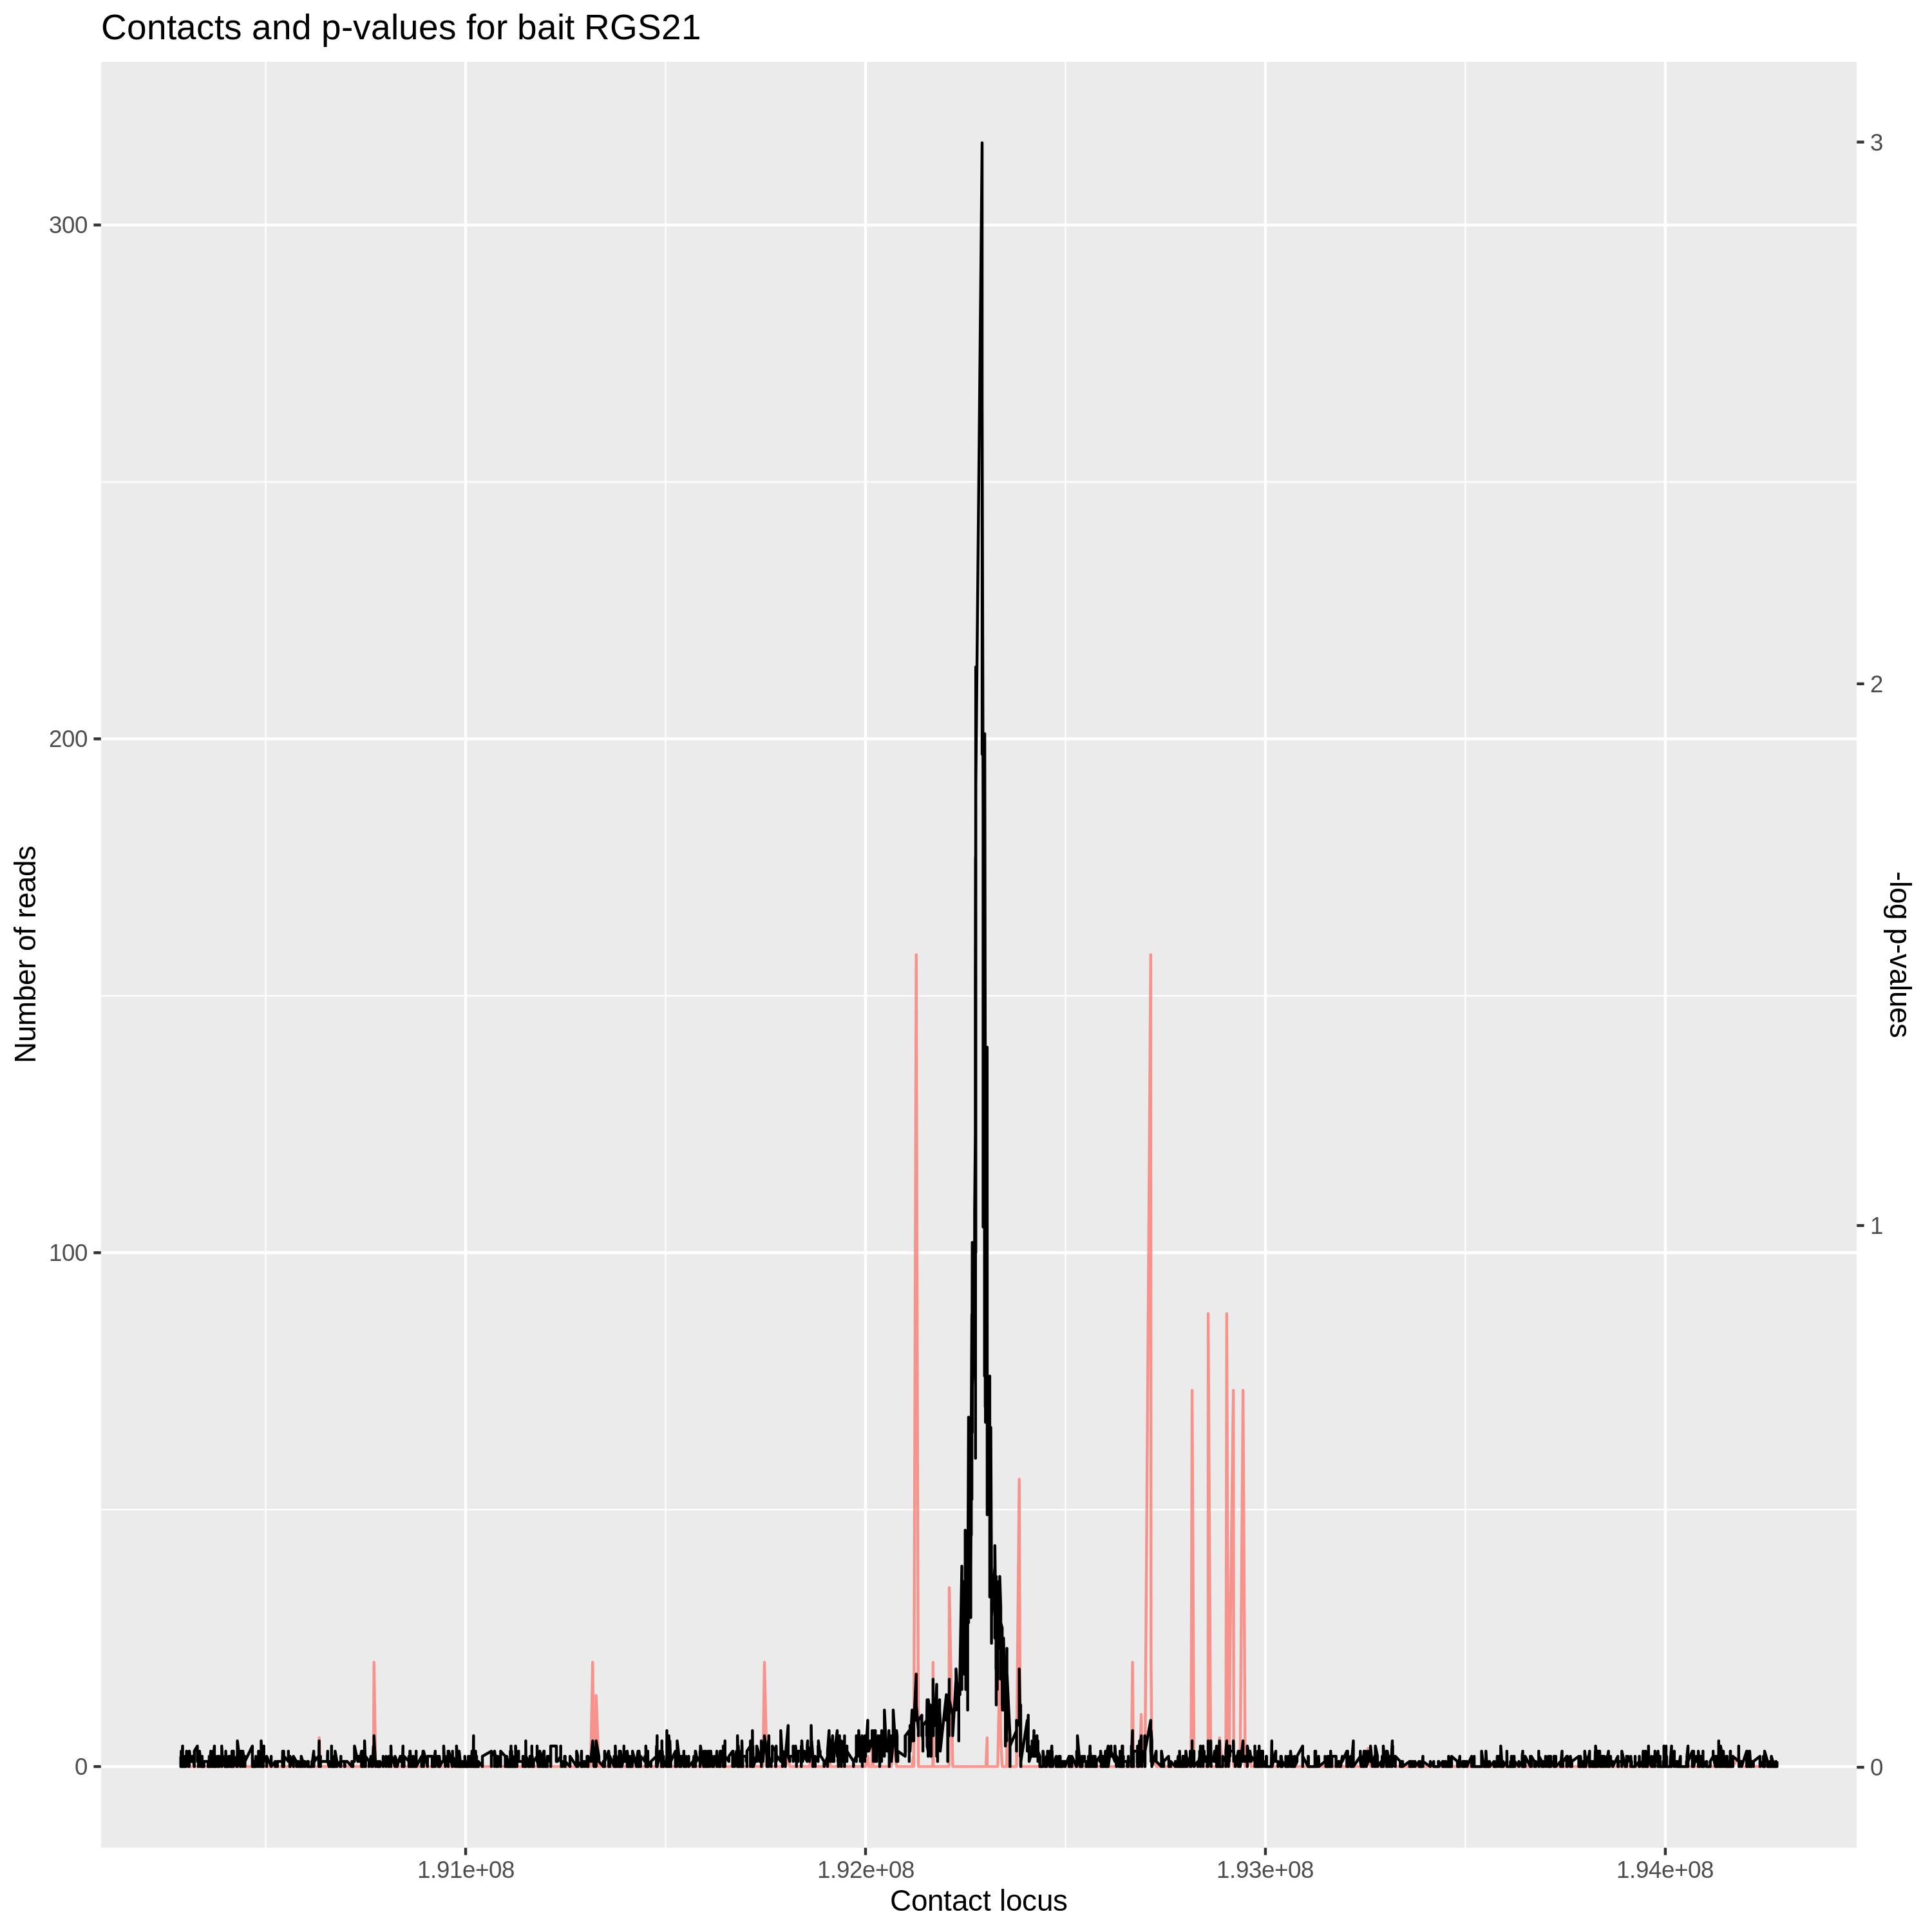 Contacts and p-values for bait RGS21
300
200
100
0
Number of reads
3
2
1
0
-log p-values
1.91e+08
1.92e+08
1.93e+08
1.94e+08
Contact locus